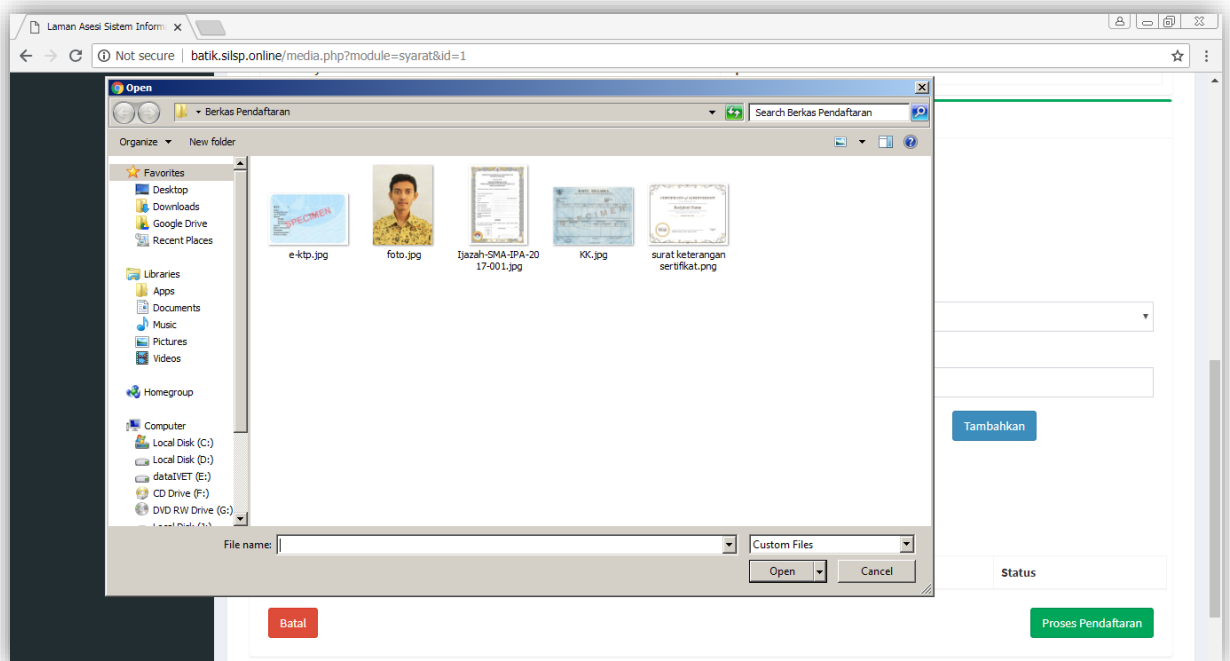 Laman Asesi Sistem Inform
Not secure | batik.silsp.online/media.php?module=syarat&id=1
Open
Berkas Pendaftaran
Search Berkas Pendaftaran
Organize
New folder
Favorites
Desktop
Downloads
Google Drive
Recent Places
Libraries
Apps
Documents
Music
Pictures
Videos
Homegroup
Computer
Local Disk (C:)
Local Disk (D:)
dataIVET (E:)
CD Drive (F:)
DVD RW Drive (G:)
SPECIMEN
SPECIMEN
e-ktp.jpg
foto.jpg
Ijazah-SMA-IPA-20
17-001.jpg
KK.jpg
surat keterangan
sertifikat.png
Tambahkan
File name:
Custom Files
Open
Cancel
Status
Batal
Proses Pendaftaran